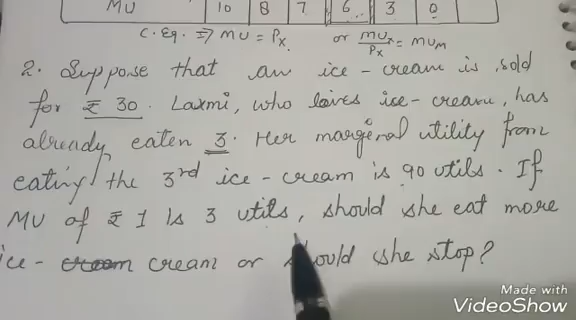 MU 10 8 7 6 3 0
C. Eq. ⇒ MU = Px or MUx/Px = MUM
2. Suppose that an ice-cream is sold
for ₹ 30. Laxmi, who loves ice-cream, has
already eaten 3. Her marginal utility from
eating the 3rd ice-cream is 90 utils. If
MU of ₹ 1 is 3 utils, should she eat more
ice-cream or should she stop?
Made with
VideoShow